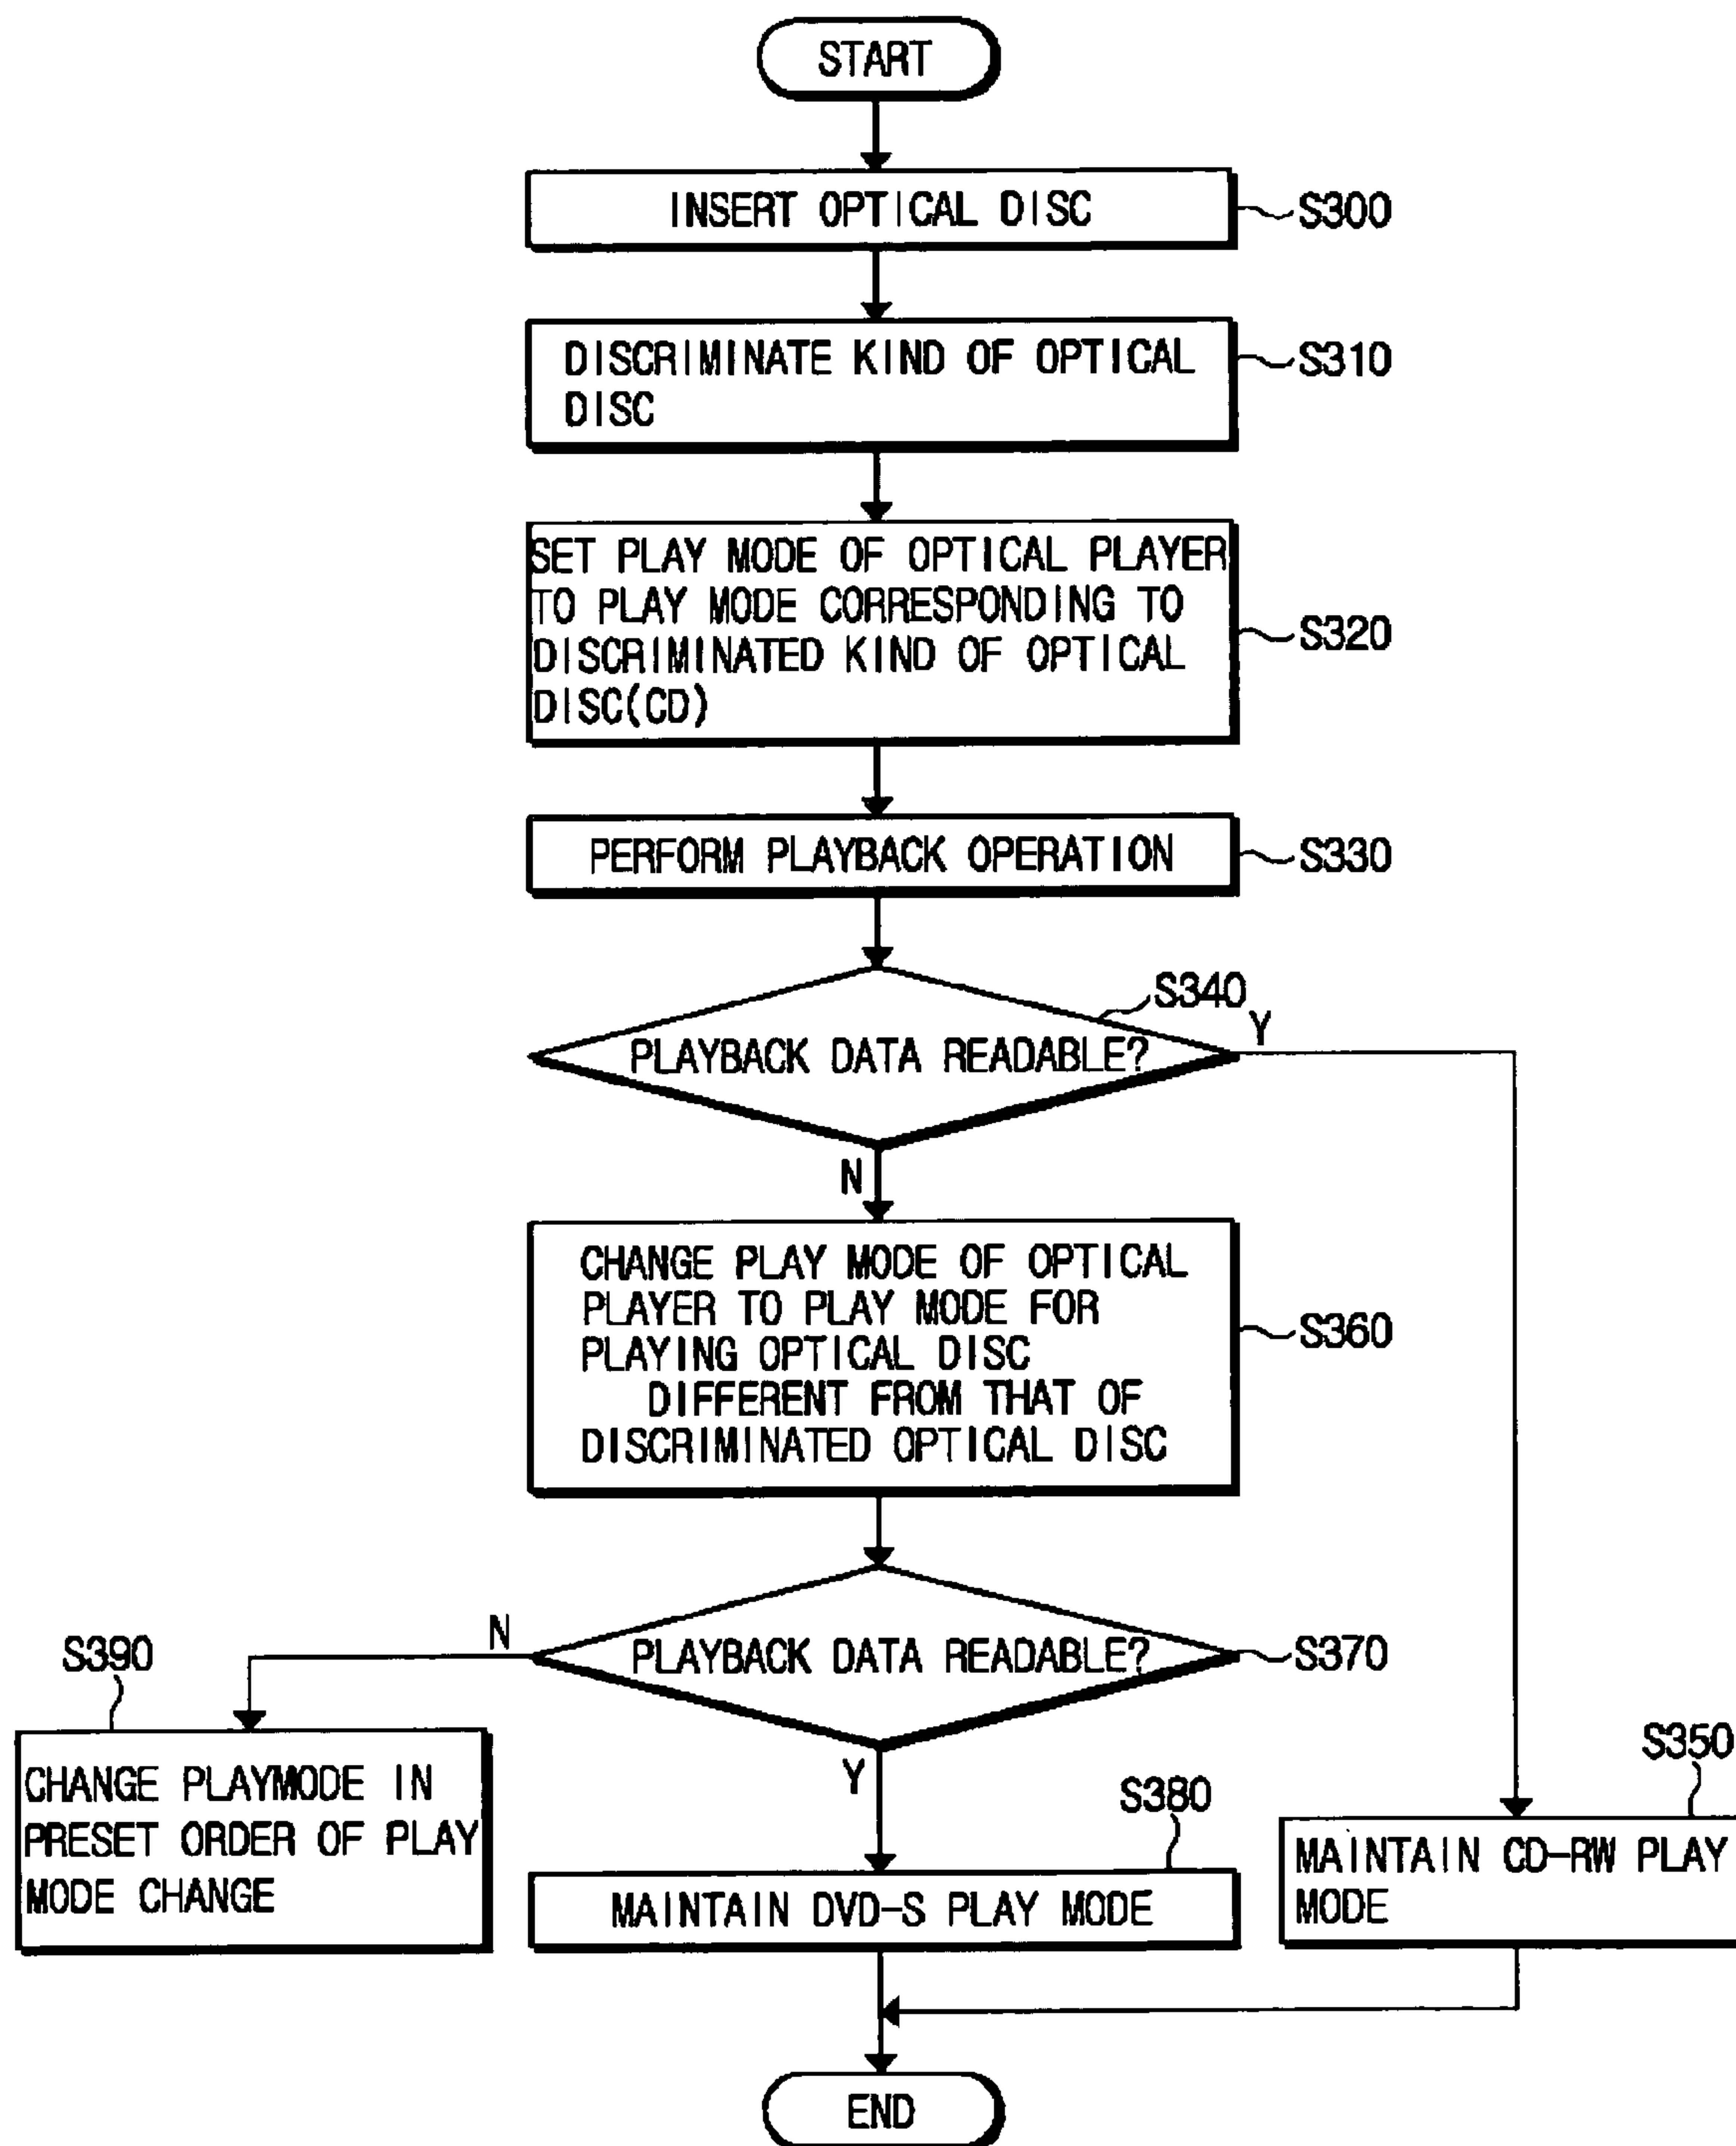 START
INSERT OPTICAL DISC
S300
DISCRIMINATE KIND OF OPTICAL
DISC
S310
SET PLAY MODE OF OPTICAL PLAYER
TO PLAY MODE CORRESPONDING TO
DISCRIMINATED KIND OF OPTICAL
DISC(CD)
S320
PERFORM PLAYBACK OPERATION
S330
S340
PLAYBACK DATA READABLE?
Y
N
CHANGE PLAY MODE OF OPTICAL
PLAYER TO PLAY MODE FOR
PLAYING OPTICAL DISC
DIFFERENT FROM THAT OF
DISCRIMINATED OPTICAL DISC
S360
PLAYBACK DATA READABLE?
S370
N
Y
S390
CHANGE PLAYMODE IN
PRESET ORDER OF PLAY
MODE CHANGE
S380
MAINTAIN DVD-S PLAY MODE
S350
MAINTAIN CD-RW PLAY
MODE
END